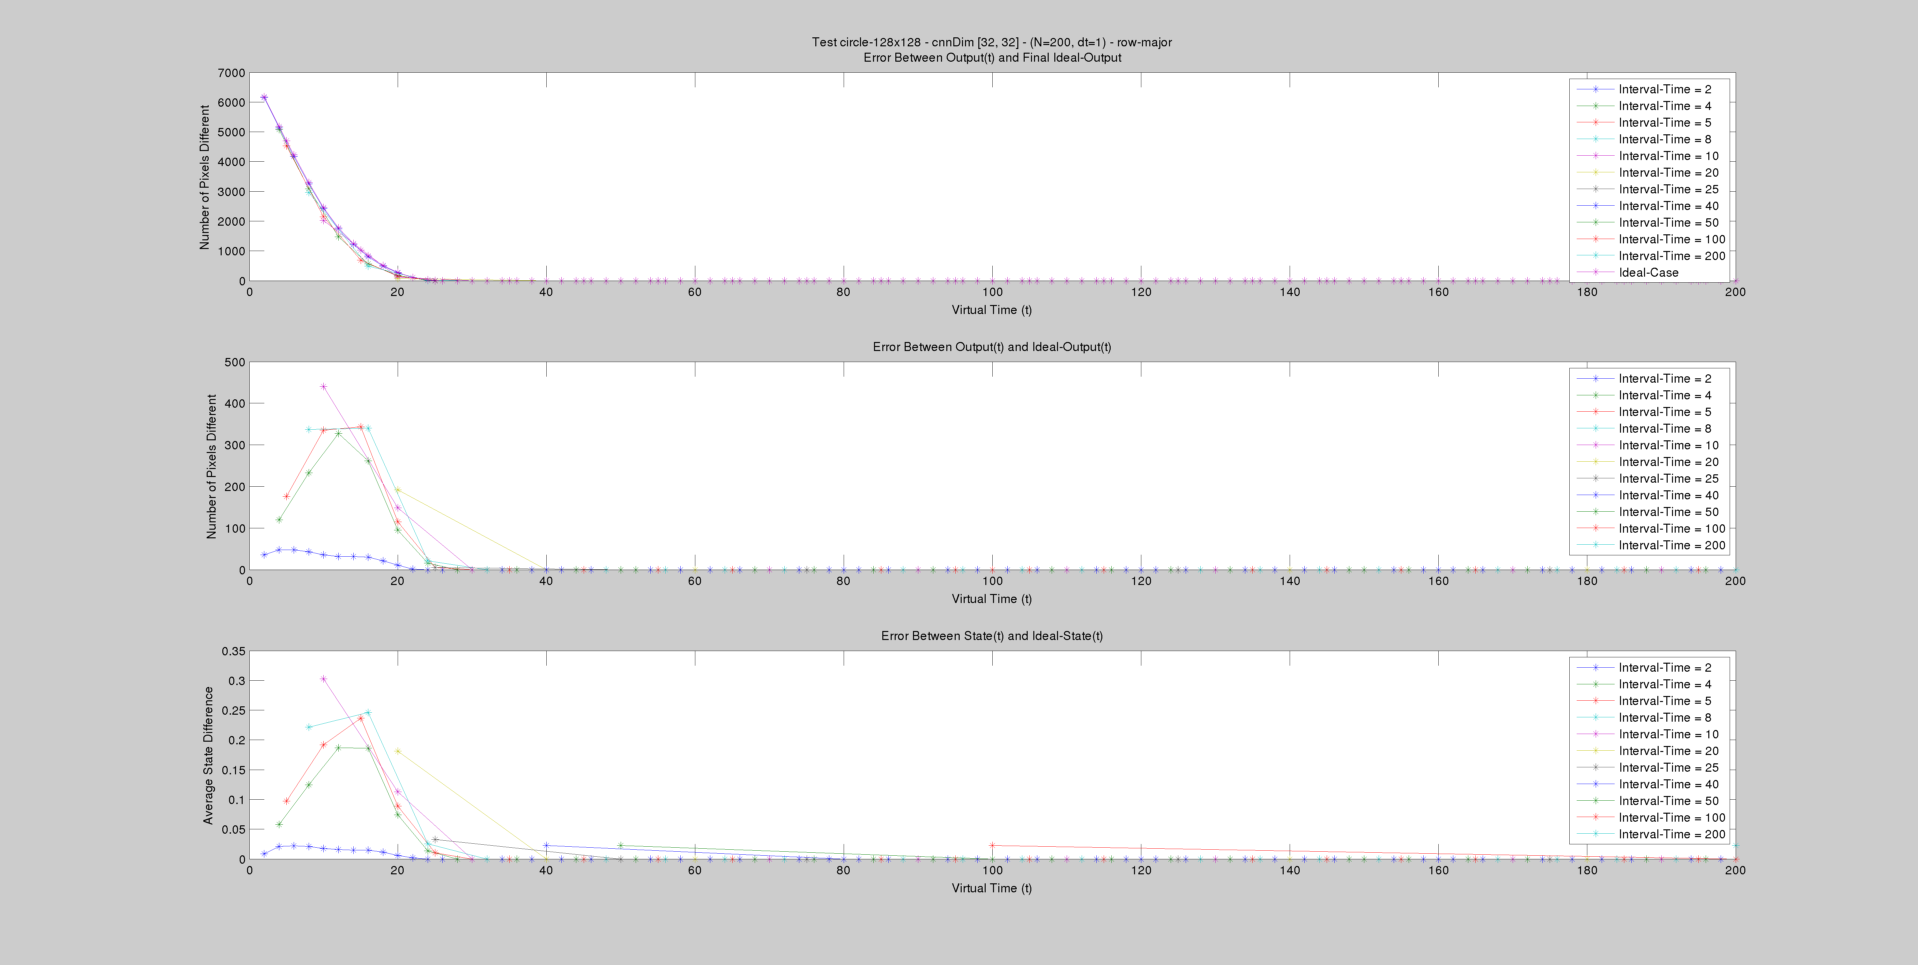 Test circle-128x128 - cnnDim [32, 32] - (N=200, dt=1) - row-major
Error Between Output(t) and Final Ideal-Output
Number of Pixels Different
7000
6000
5000
4000
3000
2000
1000
0
0 20 40 60 80 100 120 140 160 180 200
Virtual Time (t)
Interval-Time = 2
Interval-Time = 4
Interval-Time = 5
Interval-Time = 8
Interval-Time = 10
Interval-Time = 20
Interval-Time = 25
Interval-Time = 40
Interval-Time = 50
Interval-Time = 100
Interval-Time = 200
Ideal-Case
Error Between Output(t) and Ideal-Output(t)
Number of Pixels Different
500
400
300
200
100
0
0 20 40 60 80 100 120 140 160 180 200
Virtual Time (t)
Interval-Time = 2
Interval-Time = 4
Interval-Time = 5
Interval-Time = 8
Interval-Time = 10
Interval-Time = 20
Interval-Time = 25
Interval-Time = 40
Interval-Time = 50
Interval-Time = 100
Interval-Time = 200
Error Between State(t) and Ideal-State(t)
Average State Difference
0.35
0.3
0.25
0.2
0.15
0.1
0.05
0
0 20 40 60 80 100 120 140 160 180 200
Virtual Time (t)
Interval-Time = 2
Interval-Time = 4
Interval-Time = 5
Interval-Time = 8
Interval-Time = 10
Interval-Time = 20
Interval-Time = 25
Interval-Time = 40
Interval-Time = 50
Interval-Time = 100
Interval-Time = 200